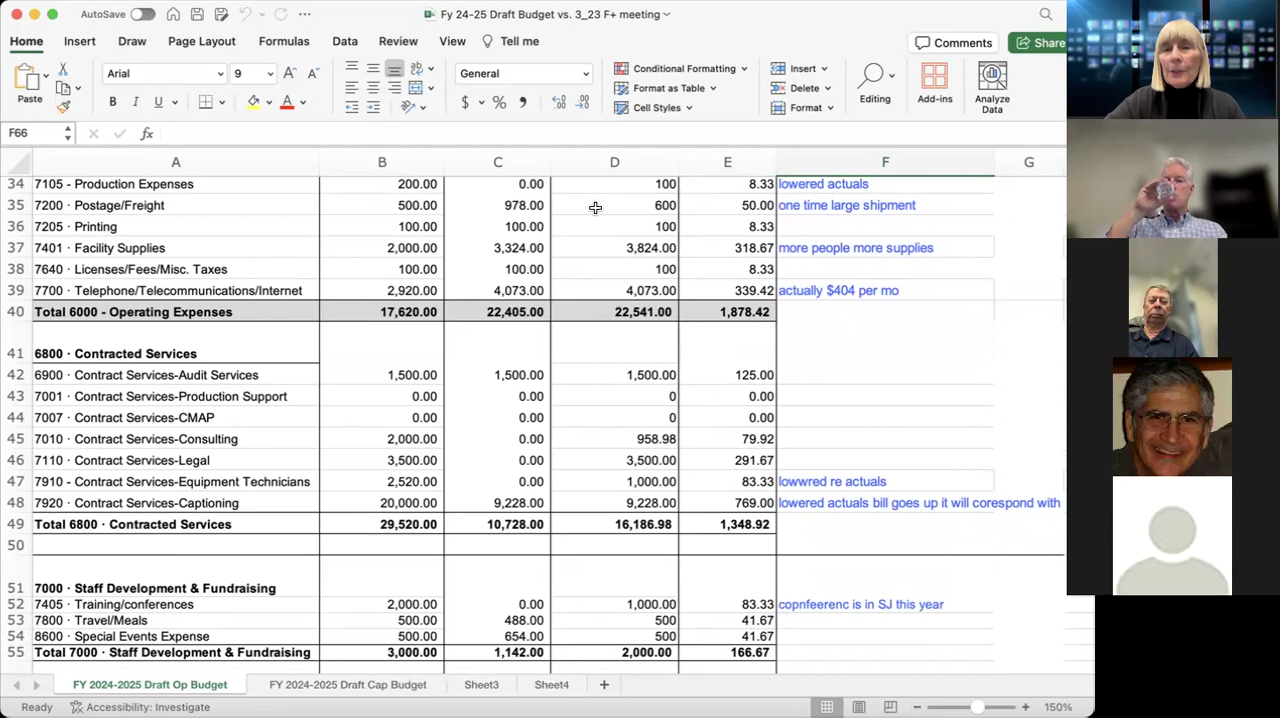 AutoSave
Fy 24-25 Draft Budget vs. 3_23 F+ meeting
Home Insert Draw Page Layout Formulas Data Review View Tell me Comments Share
Paste Arial 9 General Conditional Formatting Insert
B I U $ % Format as Table Delete Editing Add-ins Analyze Data
Cell Styles Format
F66 fx
A B C D E F G
34 7105 - Production Expenses 200.00 0.00 100 8.33 lowered actuals
35 7200 · Postage/Freight 500.00 978.00 600 50.00 one time large shipment
36 7205 · Printing 100.00 100.00 100 8.33
37 7401 · Facility Supplies 2,000.00 3,324.00 3,824.00 318.67 more people more supplies
38 7640 · Licenses/Fees/Misc. Taxes 100.00 100.00 100 8.33
39 7700 · Telephone/Telecommunications/Internet 2,920.00 4,073.00 4,073.00 339.42 actually $404 per mo
40 Total 6000 - Operating Expenses 17,620.00 22,405.00 22,541.00 1,878.42
41 6800 · Contracted Services
42 6900 · Contract Services-Audit Services 1,500.00 1,500.00 1,500.00 125.00
43 7001 · Contract Services-Production Support 0.00 0.00 0 0.00
44 7007 · Contract Services-CMAP 0.00 0.00 0 0.00
45 7010 · Contract Services-Consulting 2,000.00 0.00 958.98 79.92
46 7110 · Contract Services-Legal 3,500.00 0.00 3,500.00 291.67
47 7910 · Contract Services-Equipment Technicians 2,520.00 0.00 1,000.00 83.33 lowwred re actuals
48 7920 · Contract Services-Captioning 20,000.00 9,228.00 9,228.00 769.00 lowered actuals bill goes up it will corespond with
49 Total 6800 · Contracted Services 29,520.00 10,728.00 16,186.98 1,348.92
50
51 7000 · Staff Development & Fundraising
52 7405 · Training/conferences 2,000.00 0.00 1,000.00 83.33 copnfeerenc is in SJ this year
53 7800 · Travel/Meals 500.00 488.00 500 41.67
54 8600 · Special Events Expense 500.00 654.00 500 41.67
55 Total 7000 · Staff Development & Fundraising 3,000.00 1,142.00 2,000.00 166.67
FY 2024-2025 Draft Op Budget FY 2024-2025 Draft Cap Budget Sheet3 Sheet4
Ready Accessibility: Investigate 150%